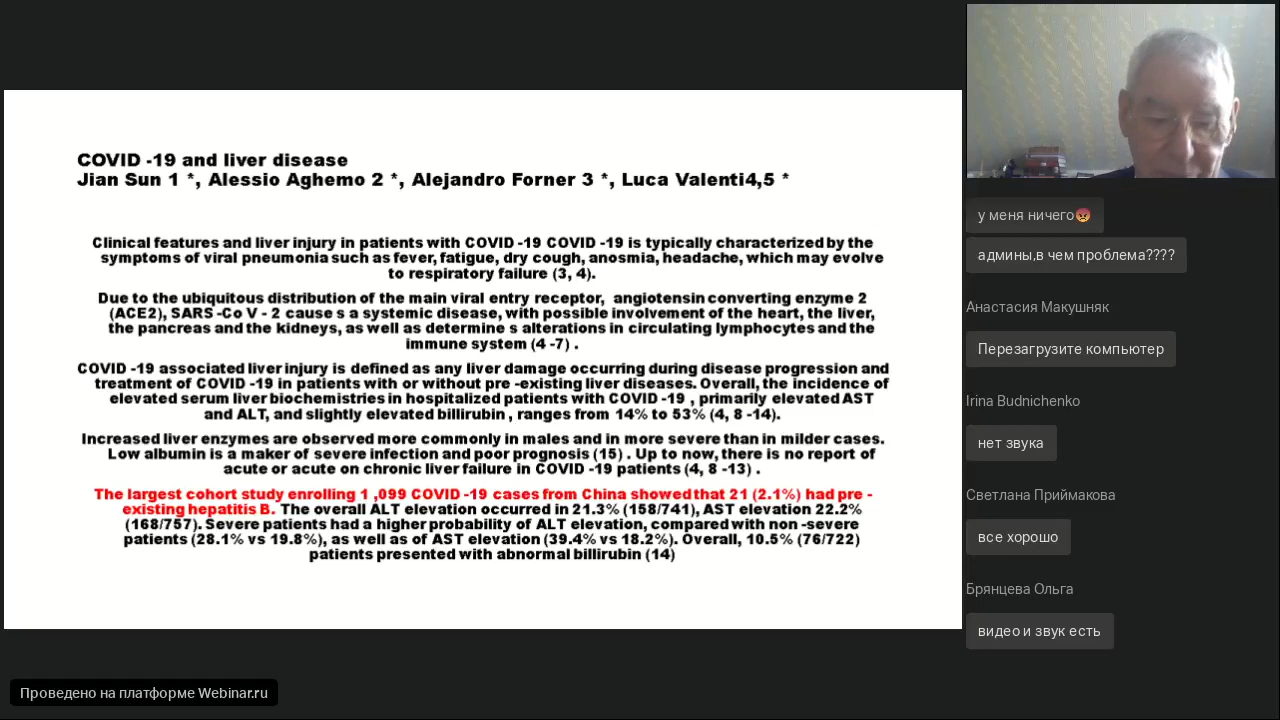 COVID -19 and liver disease
Jian Sun 1 *, Alessio Aghemo 2 *, Alejandro Forner 3 *, Luca Valenti4,5 *
Clinical features and liver injury in patients with COVID -19 COVID -19 is typically characterized by the
symptoms of viral pneumonia such as fever, fatigue, dry cough, anosmia, headache, which may evolve
to respiratory failure (3, 4).
Due to the ubiquitous distribution of the main viral entry receptor, angiotensin converting enzyme 2
(ACE2), SARS -Co V - 2 cause s a systemic disease, with possible involvement of the heart, the liver,
the pancreas and the kidneys, as well as determine s alterations in circulating lymphocytes and the
immune system (4 -7) .
COVID -19 associated liver injury is defined as any liver damage occurring during disease progression and
treatment of COVID -19 in patients with or without pre -existing liver diseases. Overall, the incidence of
elevated serum liver biochemistries in hospitalized patients with COVID -19 , primarily elevated AST
and ALT, and slightly elevated billirubin , ranges from 14% to 53% (4, 8 -14).
Increased liver enzymes are observed more commonly in males and in more severe than in milder cases.
Low albumin is a maker of severe infection and poor prognosis (15) . Up to now, there is no report of
acute or acute on chronic liver failure in COVID -19 patients (4, 8 -13) .
The largest cohort study enrolling 1 ,099 COVID -19 cases from China showed that 21 (2.1%) had pre -
existing hepatitis B. The overall ALT elevation occurred in 21.3% (158/741), AST elevation 22.2%
(168/757). Severe patients had a higher probability of ALT elevation, compared with non -severe
patients (28.1% vs 19.8%), as well as of AST elevation (39.4% vs 18.2%). Overall, 10.5% (76/722)
patients presented with abnormal billirubin (14)
у меня ничего😡
админы,в чем проблема????
Анастасия Макушняк
Перезагрузите компьютер
Irina Budnichenko
нет звука
Светлана Приймакова
все хорошо
Брянцева Ольга
видео и звук есть
Проведено на платформе Webinar.ru